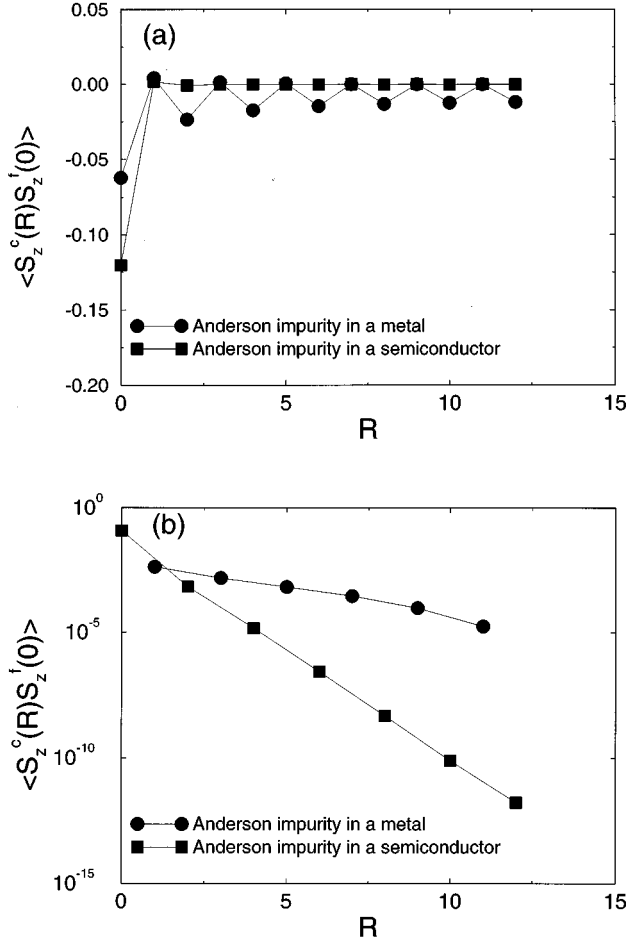 0.05
(a)
0.00
-0.05
-0.10
-0.15
-0.20
<S_z^c(R)S_z^f(0)>
Anderson impurity in a metal
Anderson impurity in a semiconductor
0
5
10
15
R
10^0
(b)
10^-5
10^-10
10^-15
<S_z^c(R)S_z^f(0)>
Anderson impurity in a metal
Anderson impurity in a semiconductor
0
5
10
15
R